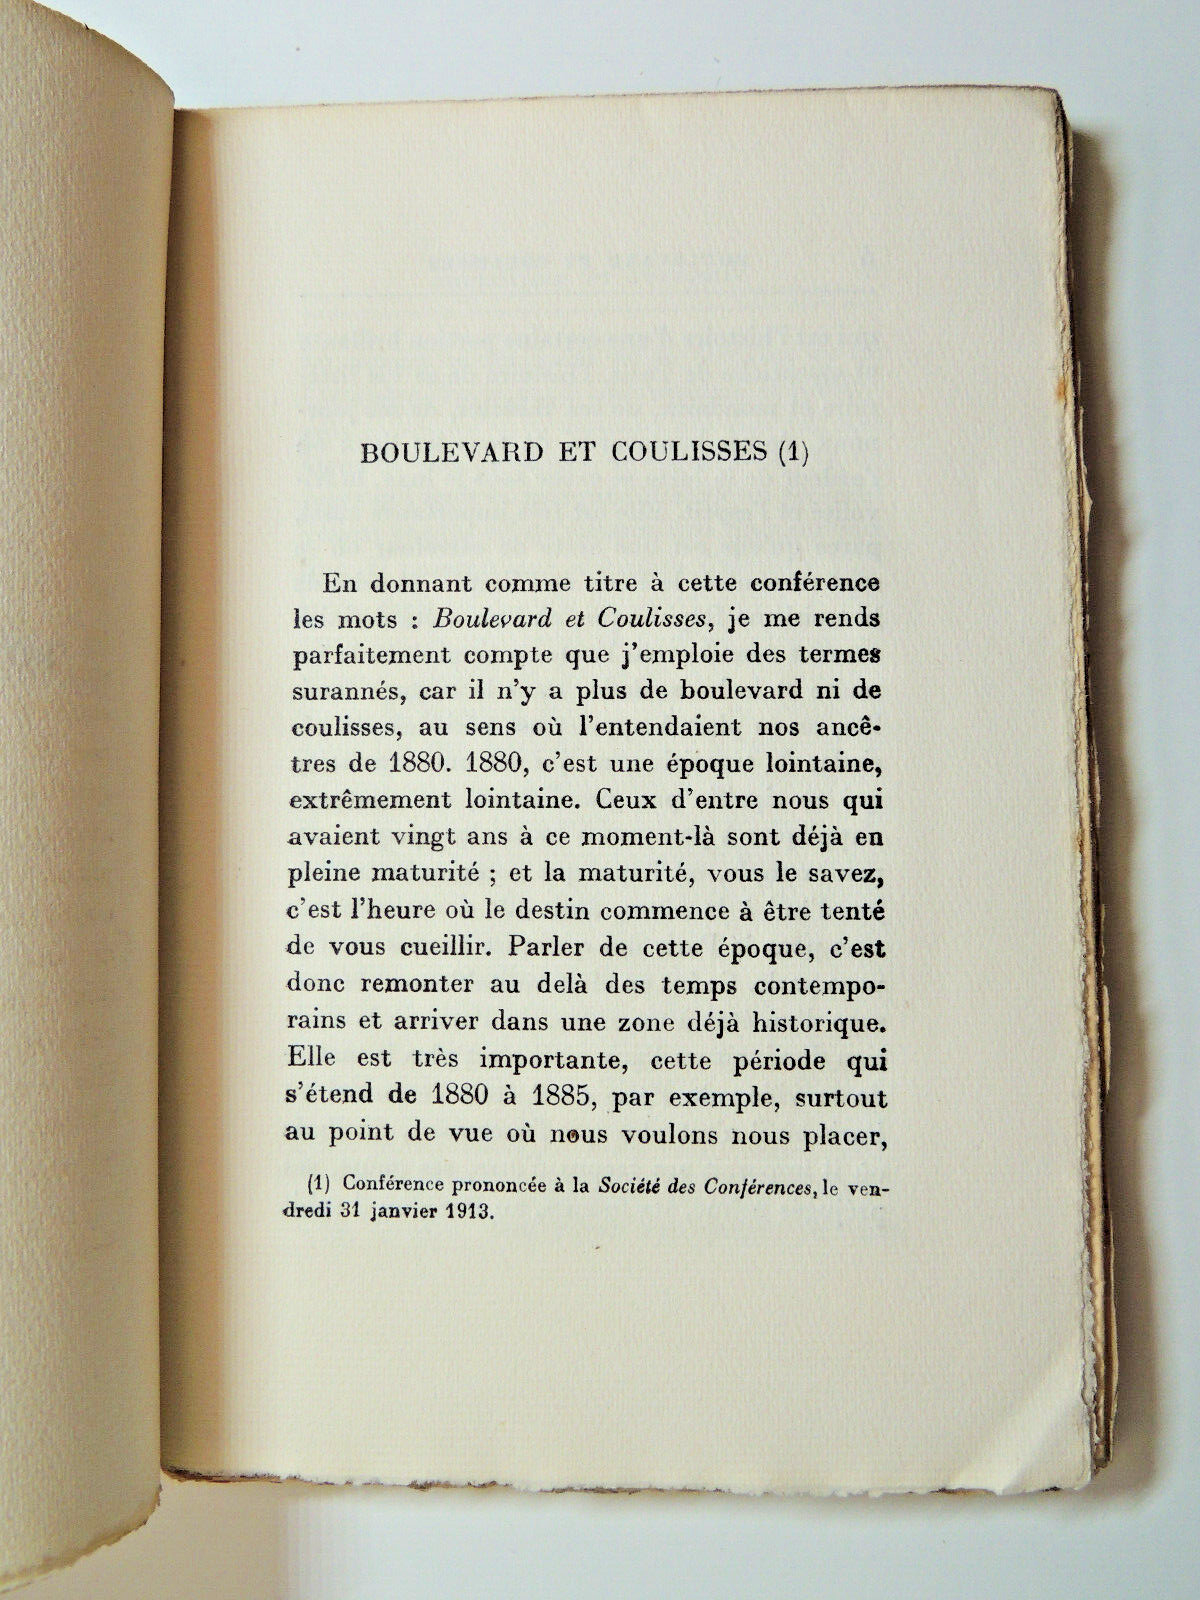 BOULEVARD ET COULISSES (1)
En donnant comme titre à cette conférence
les mots : Boulevard et Coulisses, je me rends
parfaitement compte que j'emploie des termes
surannés, car il n'y a plus de boulevard ni de
coulisses, au sens où l'entendaient nos ancê-
tres de 1880. 1880, c'est une époque lointaine,
extrêmement lointaine. Ceux d'entre nous qui
avaient vingt ans à ce moment-là sont déjà en
pleine maturité ; et la maturité, vous le savez,
c'est l'heure où le destin commence à être tenté
de vous cueillir. Parler de cette époque, c'est
donc remonter au delà des temps contempo-
rains et arriver dans une zone déjà historique.
Elle est très importante, cette période qui
s'étend de 1880 à 1885, par exemple, surtout
au point de vue où nous voulons nous placer,
(1) Conférence prononcée à la Société des Conférences, le ven-
dredi 31 janvier 1913.